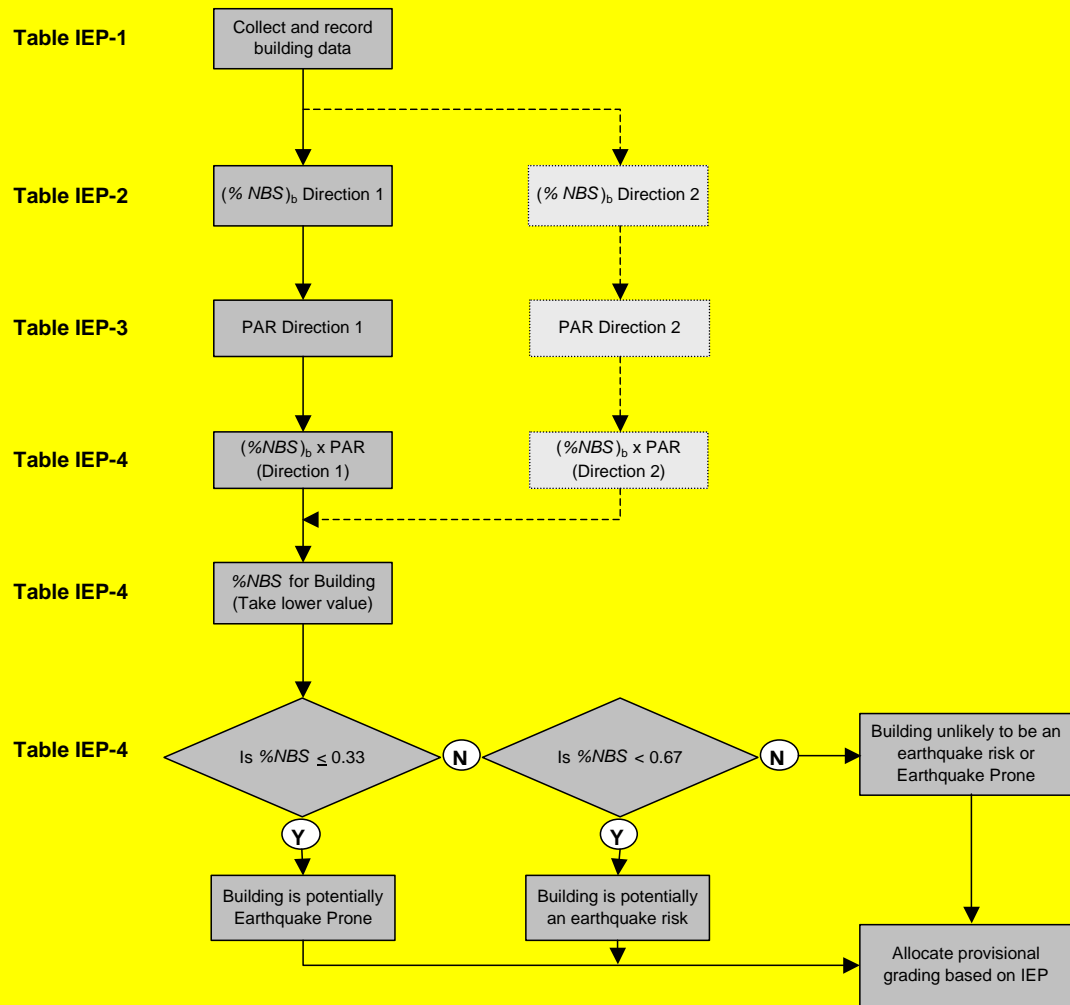 Table IEP-1
Collect and record
building data
Table IEP-2
(% NBS)b Direction 1
(% NBS)b Direction 2
Table IEP-3
PAR Direction 1
PAR Direction 2
Table IEP-4
(%NBS)b x PAR
(Direction 1)
(%NBS)b x PAR
(Direction 2)
Table IEP-4
%NBS for Building
(Take lower value)
Table IEP-4
Is %NBS ≤ 0.33
N
Is %NBS < 0.67
N
Building unlikely to be an
earthquake risk or
Earthquake Prone
Y
Y
Building is potentially
Earthquake Prone
Building is potentially
an earthquake risk
Allocate provisional
grading based on IEP